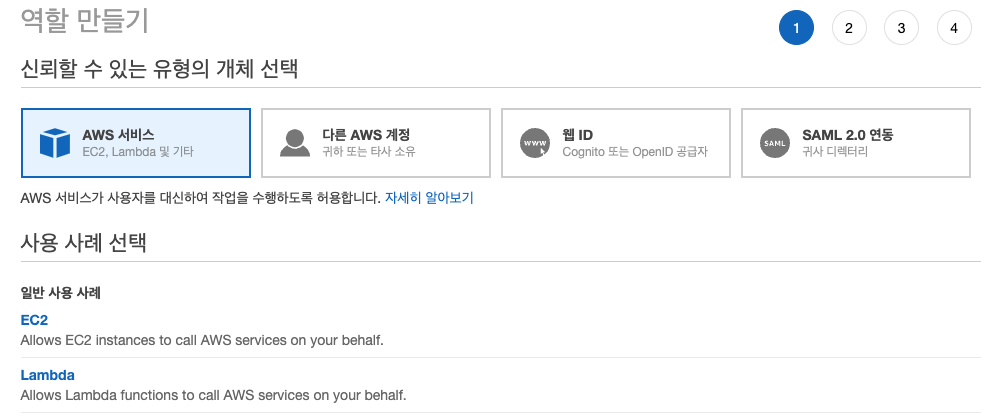 역할 만들기
1 2 3 4
신뢰할 수 있는 유형의 개체 선택
AWS 서비스
EC2, Lambda 및 기타
다른 AWS 계정
귀하 또는 타사 소유
WWW
웹 ID
Cognito 또는 OpenID 공급자
SAML
SAML 2.0 연동
귀사 디렉터리
AWS 서비스가 사용자를 대신하여 작업을 수행하도록 허용합니다. 자세히 알아보기
사용 사례 선택
일반 사용 사례
EC2
Allows EC2 instances to call AWS services on your behalf.
Lambda
Allows Lambda functions to call AWS services on your behalf.